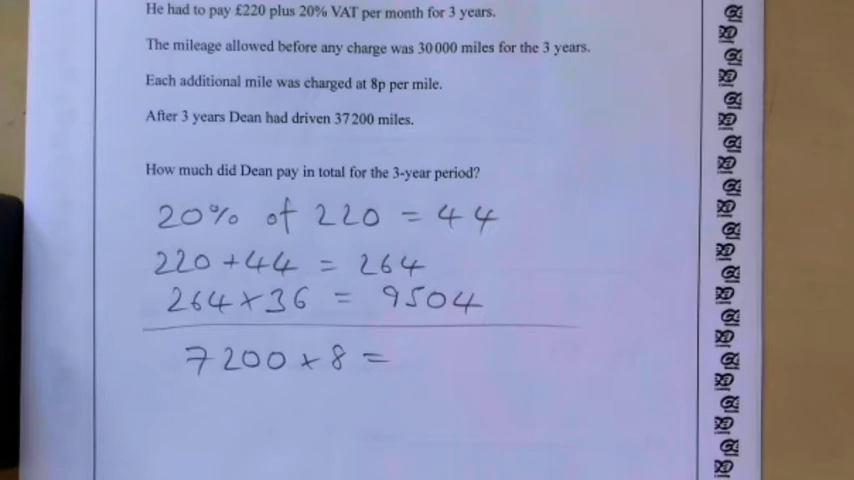 He had to pay £220 plus 20% VAT per month for 3 years.
The mileage allowed before any charge was 30 000 miles for the 3 years.
Each additional mile was charged at 8p per mile.
After 3 years Dean had driven 37 200 miles.
How much did Dean pay in total for the 3-year period?
20% of 220 = 44
220 + 44 = 264
264 × 36 = 9504
7200 × 8 =